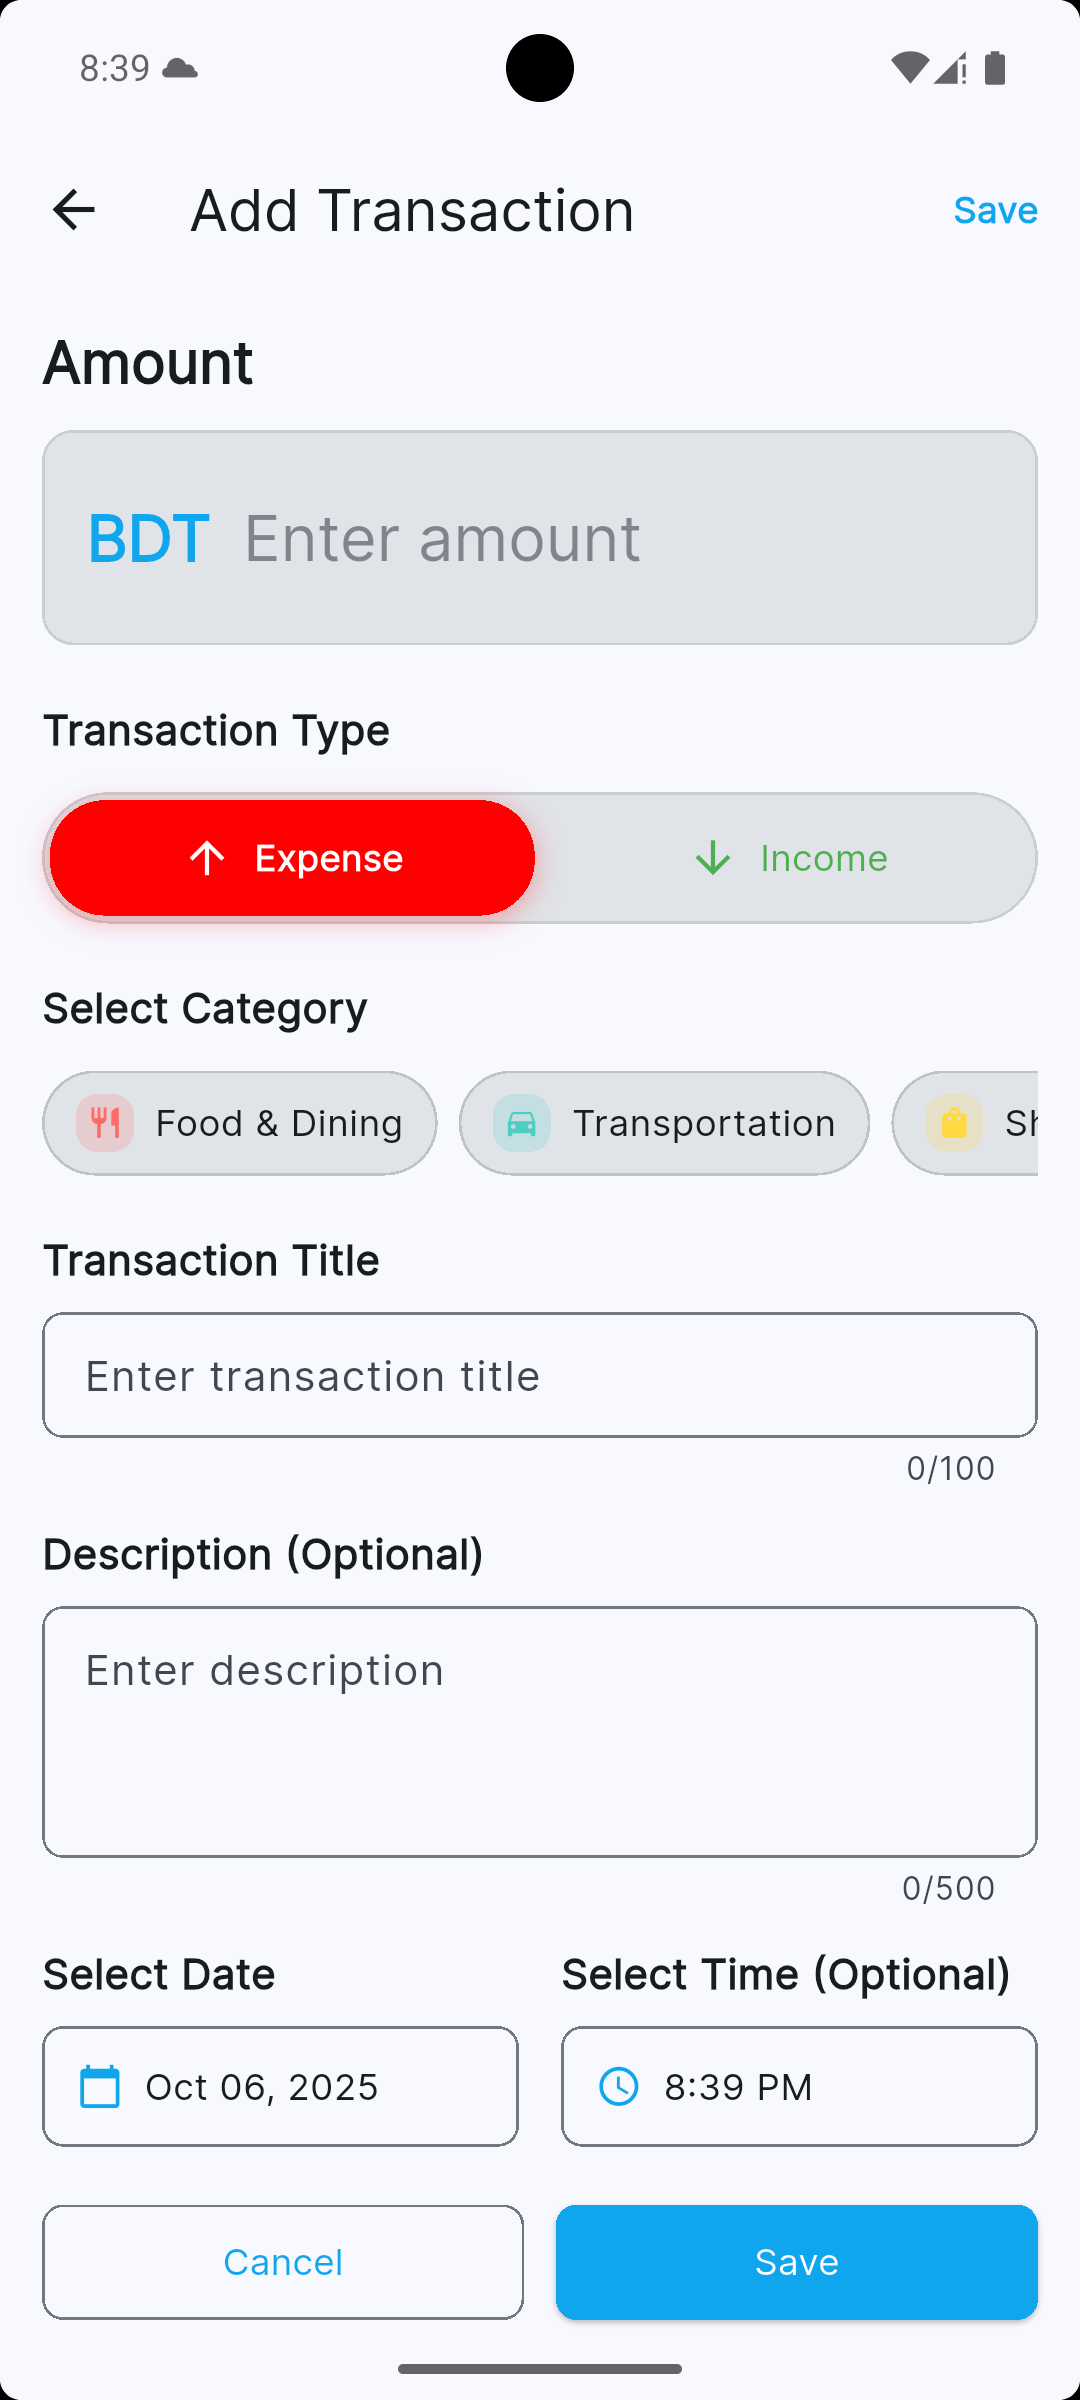 8:39
Add Transaction
Save
Amount
BDT Enter amount
Transaction Type
Expense
Income
Select Category
Food & Dining
Transportation
Sh
Transaction Title
Enter transaction title
0/100
Description (Optional)
Enter description
0/500
Select Date
Select Time (Optional)
Oct 06, 2025
8:39 PM
Cancel
Save